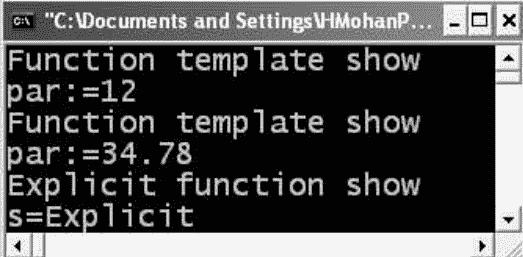 "C:\Documents and Settings\HMohanP...
Function template show
par:=12
Function template show
par:=34.78
Explicit function show
s=Explicit